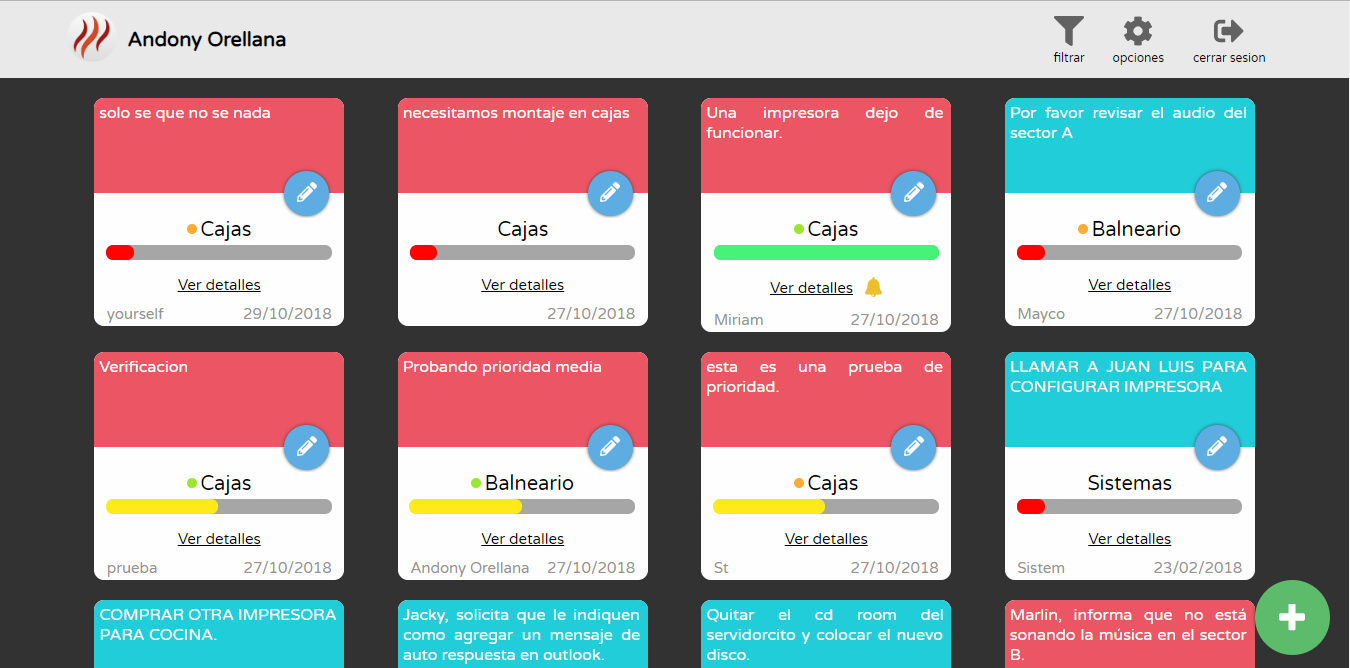 Andony Orellana
filtrar
opciones
cerrar sesion
solo se que no se nada
Cajas
Ver detalles
yourself 29/10/2018
necesitamos montaje en cajas
Cajas
Ver detalles
27/10/2018
Una impresora dejo de
funcionar.
Cajas
Ver detalles
Miriam 27/10/2018
Por favor revisar el audio del
sector A
Balneario
Ver detalles
Mayco 27/10/2018
Verificacion
Cajas
Ver detalles
prueba 27/10/2018
Probando prioridad media
Balneario
Ver detalles
Andony Orellana 27/10/2018
esta es una prueba de
prioridad.
Cajas
Ver detalles
St 27/10/2018
LLAMAR A JUAN LUIS PARA
CONFIGURAR IMPRESORA
Sistemas
Ver detalles
Sistem 23/02/2018
COMPRAR OTRA IMPRESORA
PARA COCINA.
Jacky, solicita que le indiquen
como agregar un mensaje de
auto respuesta en outlook.
Quitar el cd room del
servidorcito y colocar el nuevo
disco.
Marlin, informa que no está
sonando la música en el sector
B.